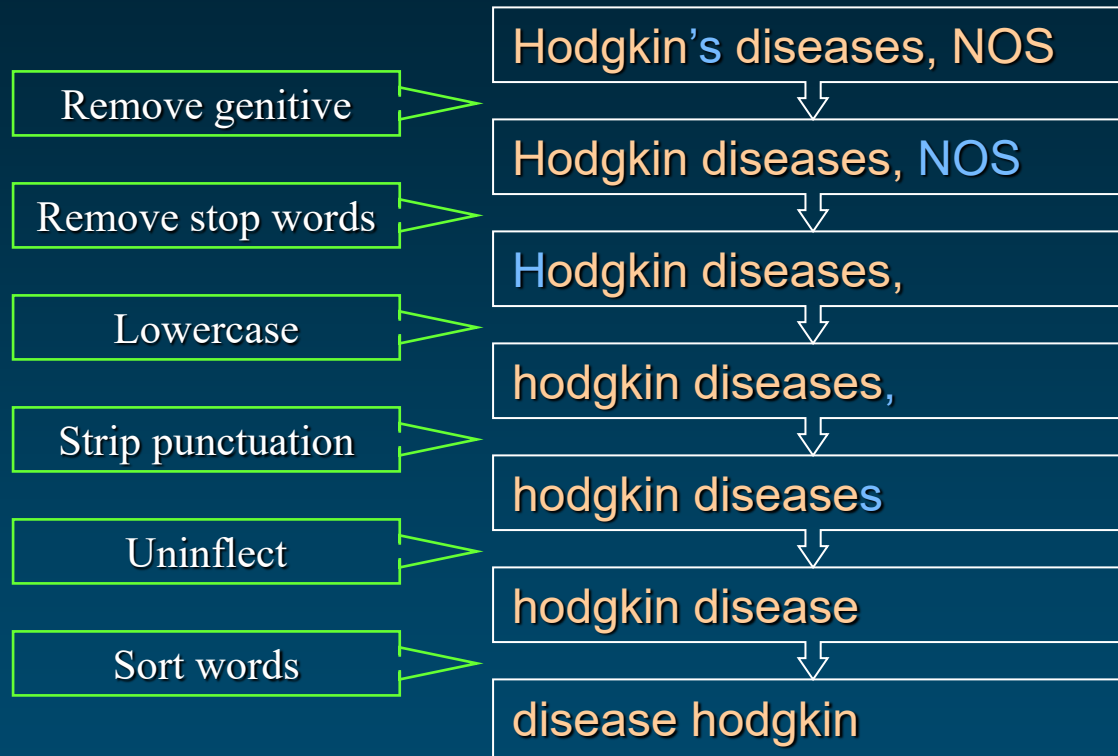 Hodgkin’s diseases, NOS
Remove genitive
Hodgkin diseases, NOS
Remove stop words
Hodgkin diseases,
Lowercase
hodgkin diseases,
Strip punctuation
hodgkin diseases
Uninflect
hodgkin disease
Sort words
disease hodgkin